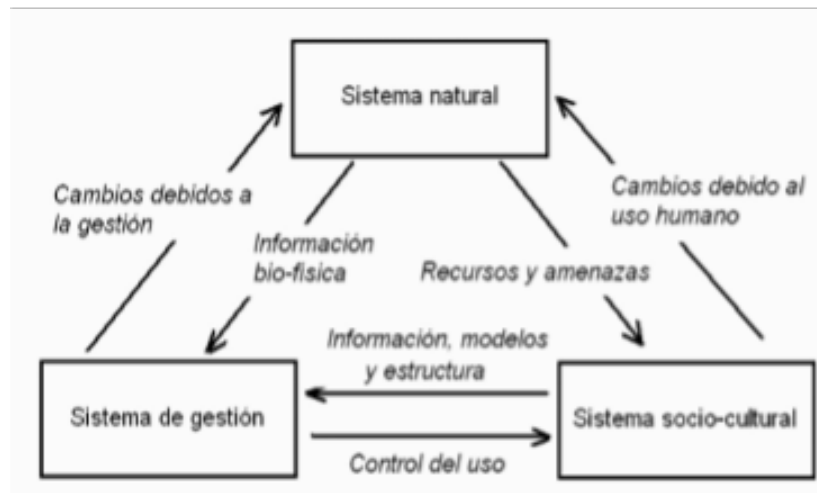 Sistema natural
Cambios debidos a
la gestión
Información
bio-fisica
Recursos y amenazas
Cambios debido al
uso humano
Información, modelos
y estructura
Sistema de gestión
Sistema socio-cultural
Control del uso